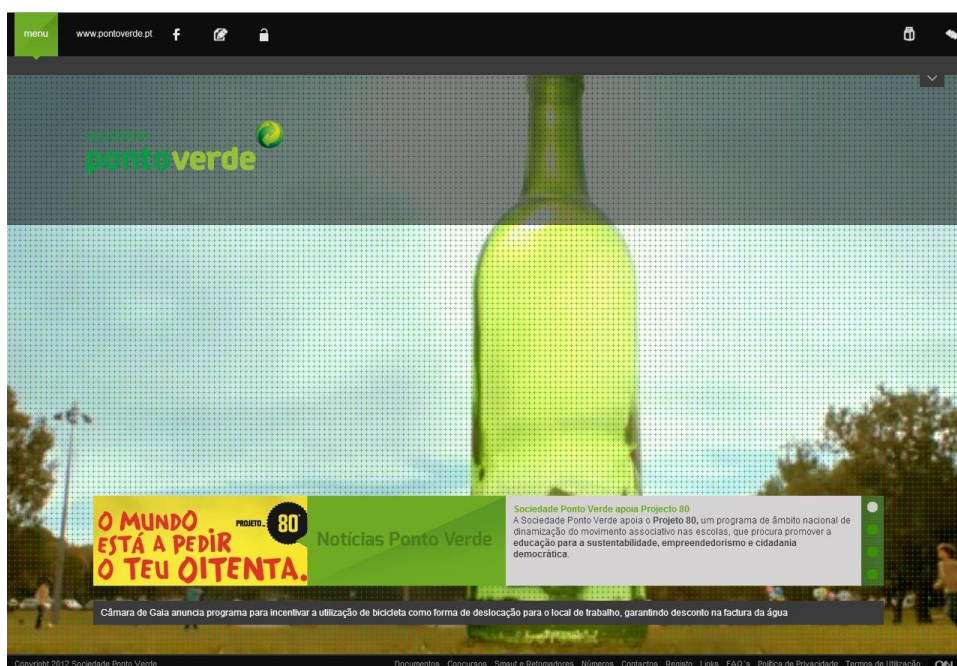 menu www.pontoverde.pt f
sociedade
pontoverde
O MUNDO
ESTÁ A PEDIR
O TEU OITENTA.
PROJETO_ 80
Notícias Ponto Verde
Sociedade Ponto Verde apoia Projecto 80
A Sociedade Ponto Verde apoia o Projeto 80, um programa de âmbito nacional de
dinamização do movimento associativo nas escolas, que procura promover a
educação para a sustentabilidade, empreendedorismo e cidadania
democrática.
Câmara de Gaia anuncia programa para incentivar a utilização de bicicleta como forma de deslocação para o local de trabalho, garantindo desconto na factura da água
Copyright 2012 Sociedade Ponto Verde Documentos Concursos Smaut e Retomadores Números Contactos Registo Links FAQ's Política de Privacidade Termos de Utilização